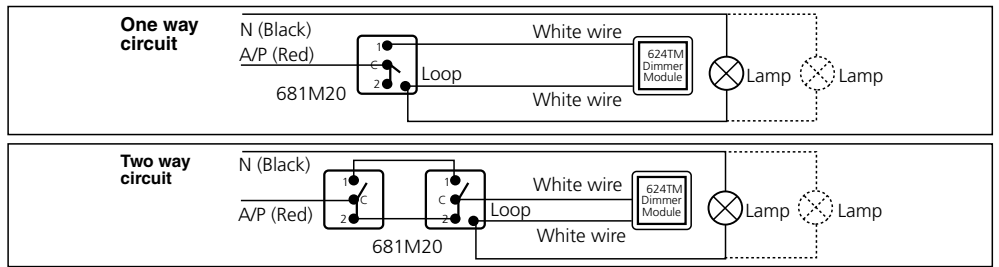 One way
circuit
N (Black)
A/P (Red)
1
C
2
681M20
Loop
White wire
White wire
624TM
Dimmer
Module
Lamp
Lamp
Two way
circuit
N (Black)
A/P (Red)
1
C
2
1
C
2
681M20
Loop
White wire
White wire
624TM
Dimmer
Module
Lamp
Lamp